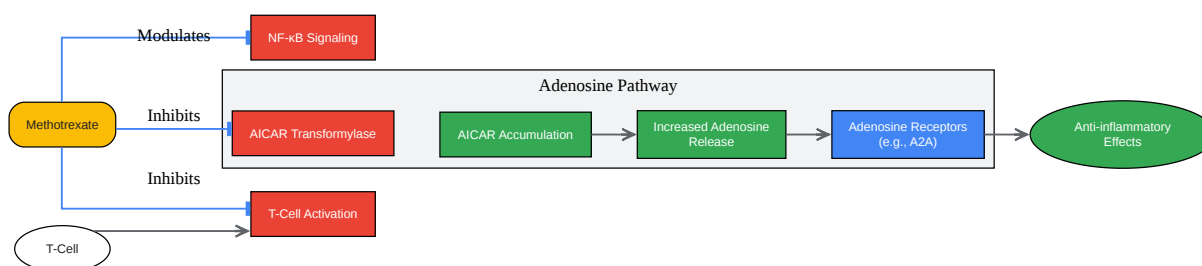 Modulates
NF-κB Signaling
Adenosine Pathway
Methotrexate
Inhibits
AICAR Transformylase
AICAR Accumulation
Increased Adenosine
Release
Adenosine Receptors
(e.g., A2A)
Anti-inflammatory
Effects
Inhibits
T-Cell Activation
T-Cell